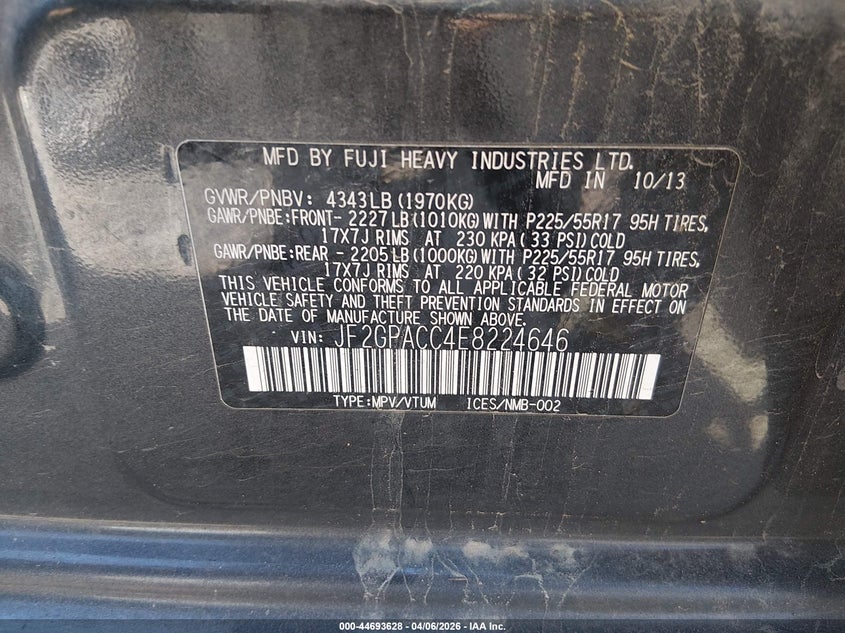 MFD BY FUJI HEAVY INDUSTRIES LTD.
MFD IN 10/13
GVWR/PNBV: 4343LB(1970KG)
GAWR/PNBE:FRONT- 2227LB(1010KG)WITH P225/55R17 95H TIRES,
17X7J RIMS AT 230 KPA( 33 PSI)COLD
GAWR/PNBE:REAR - 2205LB(1000KG)WITH P225/55R17 95H TIRES,
17X7J RIMS AT 220 KPA( 32 PSI)COLD
THIS VEHICLE CONFORMS TO ALL APPLICABLE FEDERAL MOTOR
VEHICLE SAFETY AND THEFT PREVENTION STANDARDS IN EFFECT ON
THE DATE OF MANUFACTURE SHOWN ABOVE.
VIN: JF2GPACC4E8224646
TYPE:MPV/VTUM ICES/NMB-002
000-44693628 - 04/06/2026 - IAA Inc.